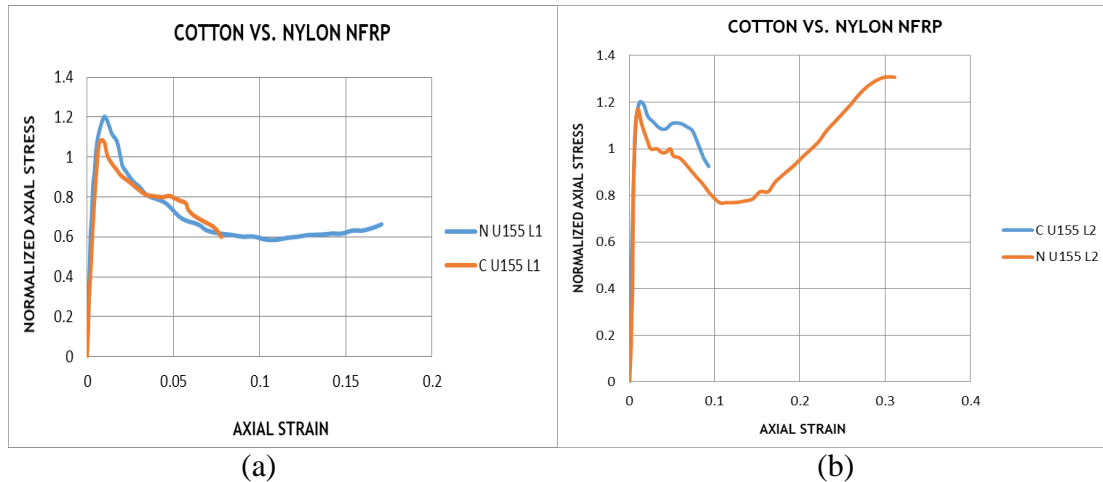 COTTON VS. NYLON NFRP
NORMALIZED AXIAL STRESS
1.4
1.2
1
0.8
0.6
0.4
0.2
0
0
0.05
0.1
0.15
0.2
AXIAL STRAIN
N U155 L1
C U155 L1
(a)
COTTON VS. NYLON NFRP
NORMALIZED AXIAL STRESS
1.4
1.2
1
0.8
0.6
0.4
0.2
0
0
0.1
0.2
0.3
0.4
AXIAL STRAIN
C U155 L2
N U155 L2
(b)